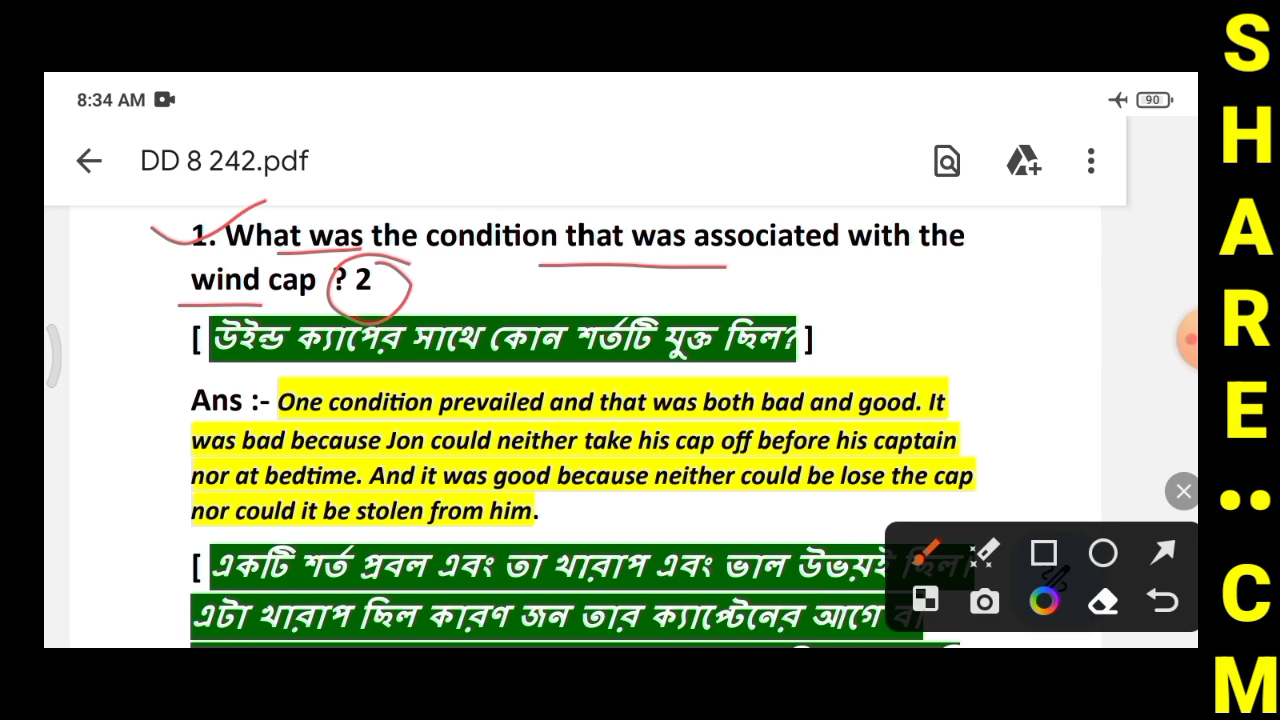 8:34 AM
90
DD 8 242.pdf
1. What was the condition that was associated with the
wind cap ? 2
[ উইন্ড ক্যাপের সাথে কোন শর্তটি যুক্ত ছিল? ]
Ans :- One condition prevailed and that was both bad and good. It
was bad because Jon could neither take his cap off before his captain
nor at bedtime. And it was good because neither could be lose the cap
nor could it be stolen from him.
[ একটি শর্ত প্রবল এবং তা খারাপ এবং ভাল উভয়ই ছিল।
এটা খারাপ ছিল কারণ জন তার ক্যাপ্টেনের আগে বা
SHARE••CM